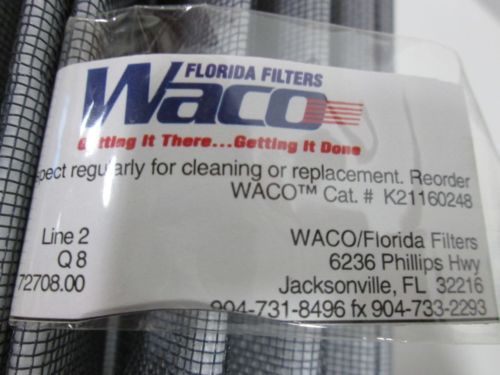 FLORIDA FILTERS
Waco
Getting It There...Getting It Done
spect regularly for cleaning or replacement. Reorder
WACO™ Cat. # K21160248
Line 2
Q 8
72708.00
WACO/Florida Filters
6236 Phillips Hwy
Jacksonville, FL 32216
904-731-8496 fx 904-733-2293